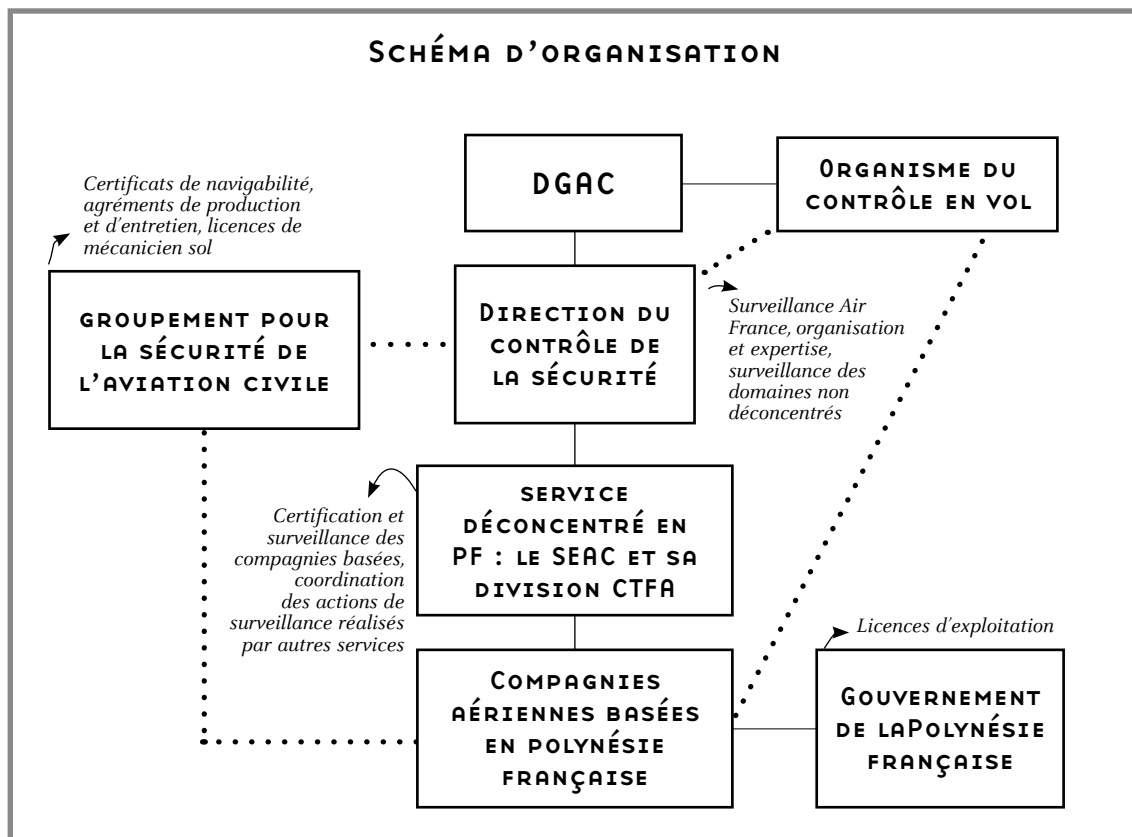 SCHÉMA D'ORGANISATION
DGAC
ORGANISME DU
CONTRÔLE EN VOL
Certificats de navigabilité,
agréments de production
et d'entretien, licences de
mécanicien sol
GROUPEMENT POUR
LA SÉCURITÉ DE
L'AVIATION CIVILE
DIRECTION DU
CONTRÔLE DE
LA SÉCURITÉ
Surveillance Air
France, organisation
et expertise,
surveillance des
domaines non
déconcentrés
SERVICE
DÉCONCENTRÉ EN
PF : LE SEAC ET SA
DIVISION CTFA
Certification et
surveillance des
compagnies basées,
coordination
des actions de
surveillance réalisés
par autres services
COMPAGNIES
AÉRIENNES BASÉES
EN POLYNÉSIE
FRANÇAISE
Licences d'exploitation
GOUVERNEMENT
DE LAPOLYNÉSIE
FRANÇAISE